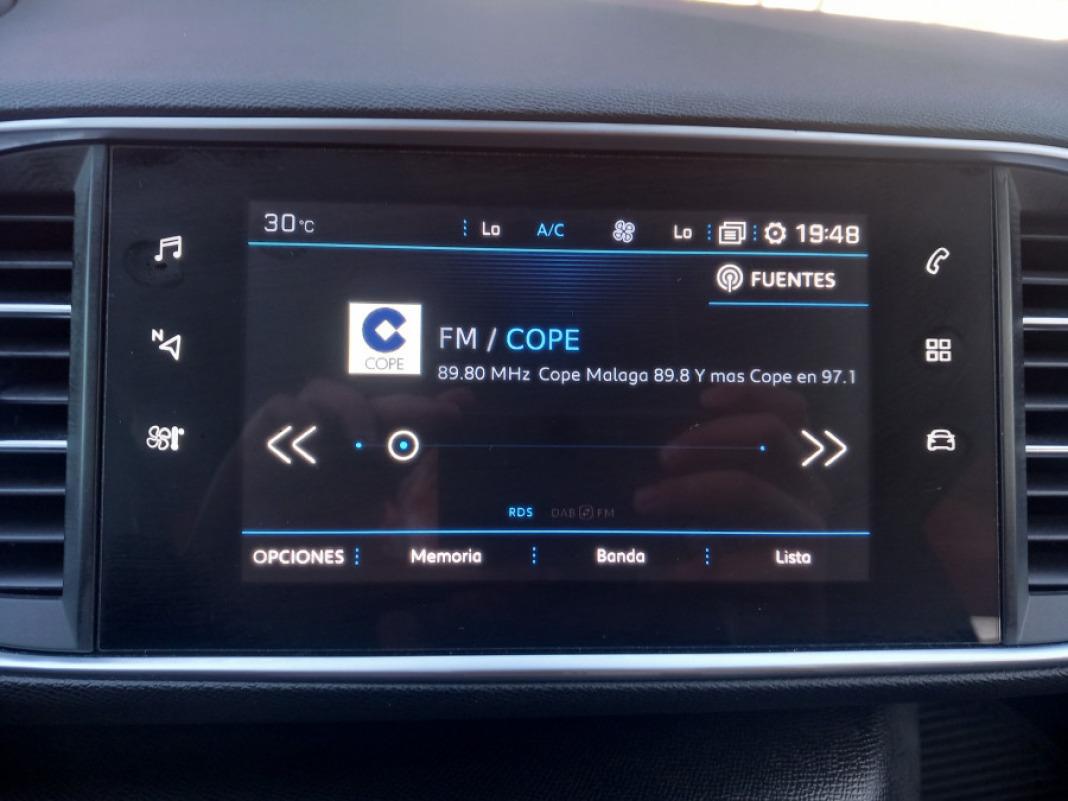 30°C Lo A/C Lo 19:48
FUENTES
COPE
FM / COPE
89.80 MHz Cope Malaga 89.8 Y mas Cope en 97.1
N
RDS DAB FM
OPCIONES Memoria Banda Lista